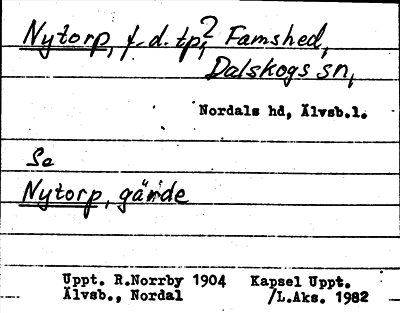 Nytorp, f.d. tp,? Famshed,
Dalskogs sn,
Nordals hd, Älvsb.l.
Se
Nytorp, gärde
Uppt. R.Norrby 1904 Kapsel Uppt.
Älvsb., Nordal /L.Aks. 1982